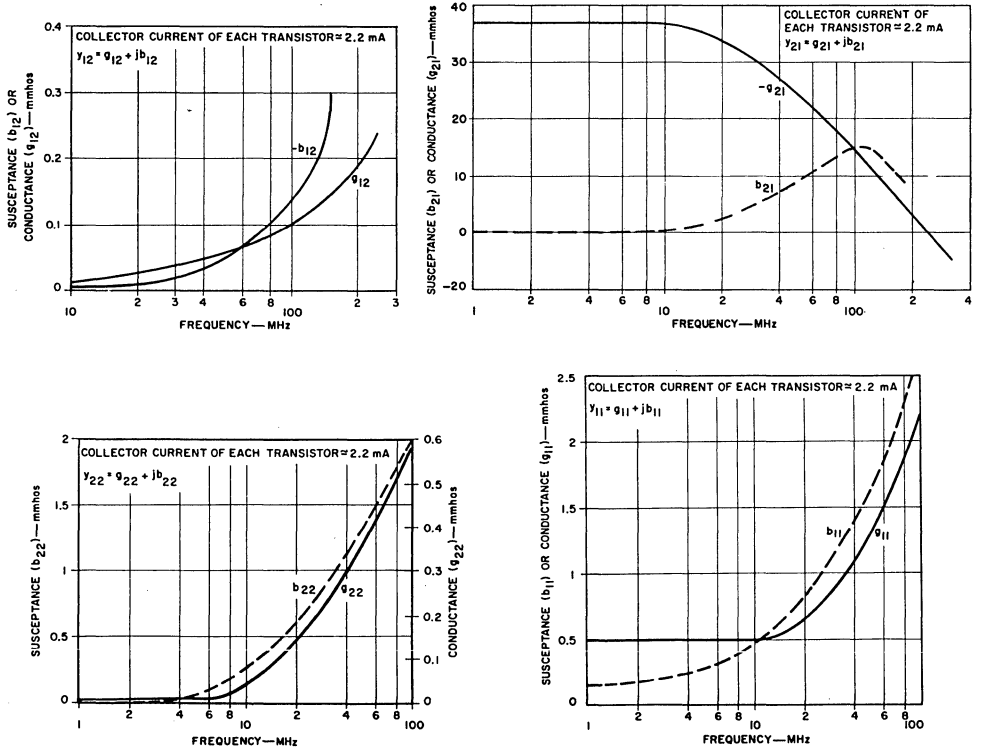 COLLECTOR CURRENT OF EACH TRANSISTOR≃2.2 mA
y12 = g12 + jb12
SUSCEPTANCE (b12) OR
CONDUCTANCE (g12)—mmhos
0.4
0.3
0.2
0.1
0
-b12
g12
10 2 3 4 6 8 100 2 3
FREQUENCY—MHz
COLLECTOR CURRENT OF
EACH TRANSISTOR≃2.2 mA
y21 = g21 + jb21
SUSCEPTANCE (b21) OR CONDUCTANCE (g21)—mmhos
40
30
20
10
0
-20
-g21
b21
1 2 4 6 8 10 2 4 6 8 100 2 4
FREQUENCY—MHz
COLLECTOR CURRENT OF EACH TRANSISTOR≃2.2 mA
y22 = g22 + jb22
SUSCEPTANCE (b22)—mmhos
2
1.5
1
0.5
0
b22
g22
0.6
0.5
0.4
0.3
0.2
0.1
0
CONDUCTANCE (g22)—mmhos
1 2 4 6 8 10 2 4 6 8 100
FREQUENCY—MHz
COLLECTOR CURRENT OF EACH TRANSISTOR≃2.2 mA
y11 = g11 + jb11
SUSCEPTANCE (b11) OR CONDUCTANCE (g11)—mmhos
2.5
2
1.5
1
0.5
0
b11
g11
1 2 4 6 8 10 2 4 6 8 100
FREQUENCY—MHz